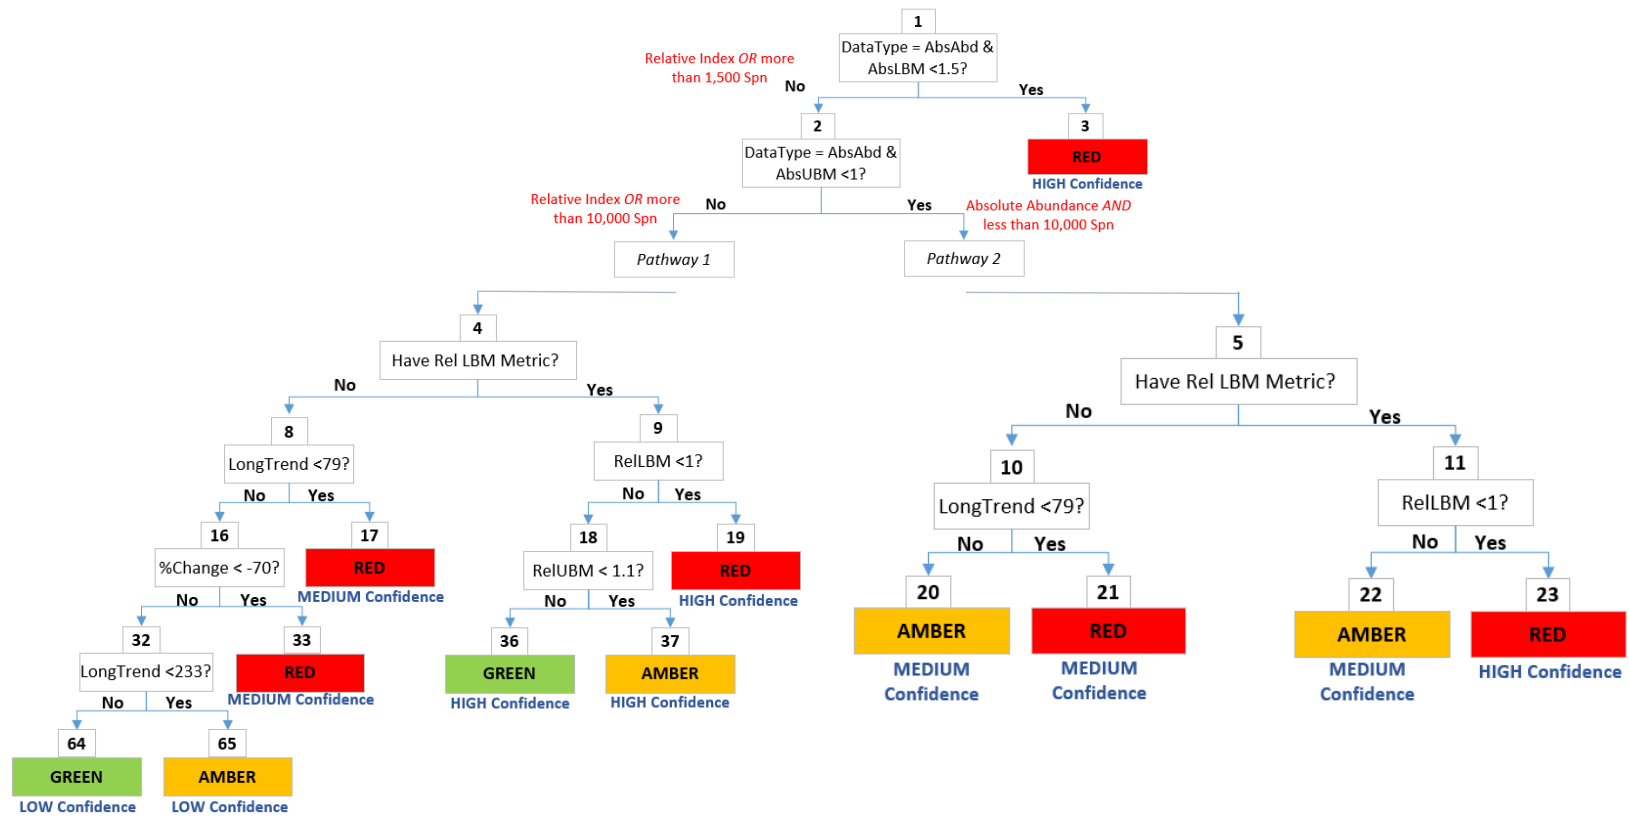 1
DataType = AbsAbd &
AbsLBM <1.5?
Relative Index OR more
than 1,500 Spn
No
Yes
2
DataType = AbsAbd &
AbsUBM <1?
3
RED
HIGH Confidence
Relative Index OR more
than 10,000 Spn
No
Yes
Absolute Abundance AND
less than 10,000 Spn
Pathway 1
Pathway 2
4
Have Rel LBM Metric?
No
Yes
8
LongTrend <79?
No
Yes
9
RelLBM <1?
No
Yes
16
%Change < -70?
No
Yes
17
RED
MEDIUM Confidence
18
RelUBM < 1.1?
No
Yes
19
RED
HIGH Confidence
32
LongTrend <233?
No
Yes
33
RED
MEDIUM Confidence
36
GREEN
HIGH Confidence
37
AMBER
HIGH Confidence
64
GREEN
LOW Confidence
65
AMBER
LOW Confidence
5
Have Rel LBM Metric?
No
Yes
10
LongTrend <79?
No
Yes
11
RelLBM <1?
No
Yes
20
AMBER
MEDIUM
Confidence
21
RED
MEDIUM
Confidence
22
AMBER
MEDIUM
Confidence
23
RED
HIGH Confidence